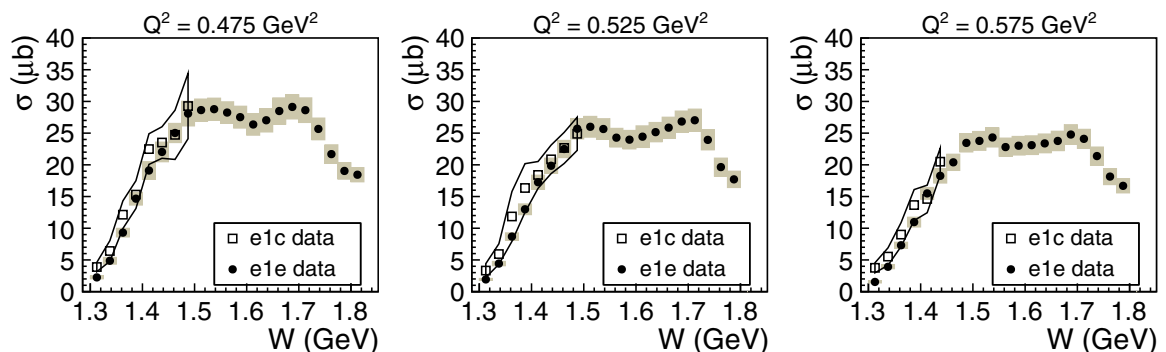 Q² = 0.475 GeV²
σ (μb)
40
35
30
25
20
15
10
5
0
e1c data
e1e data
1.3 1.4 1.5 1.6 1.7 1.8
W (GeV)
Q² = 0.525 GeV²
σ (μb)
40
35
30
25
20
15
10
5
0
e1c data
e1e data
1.3 1.4 1.5 1.6 1.7 1.8
W (GeV)
Q² = 0.575 GeV²
σ (μb)
40
35
30
25
20
15
10
5
0
e1c data
e1e data
1.3 1.4 1.5 1.6 1.7 1.8
W (GeV)